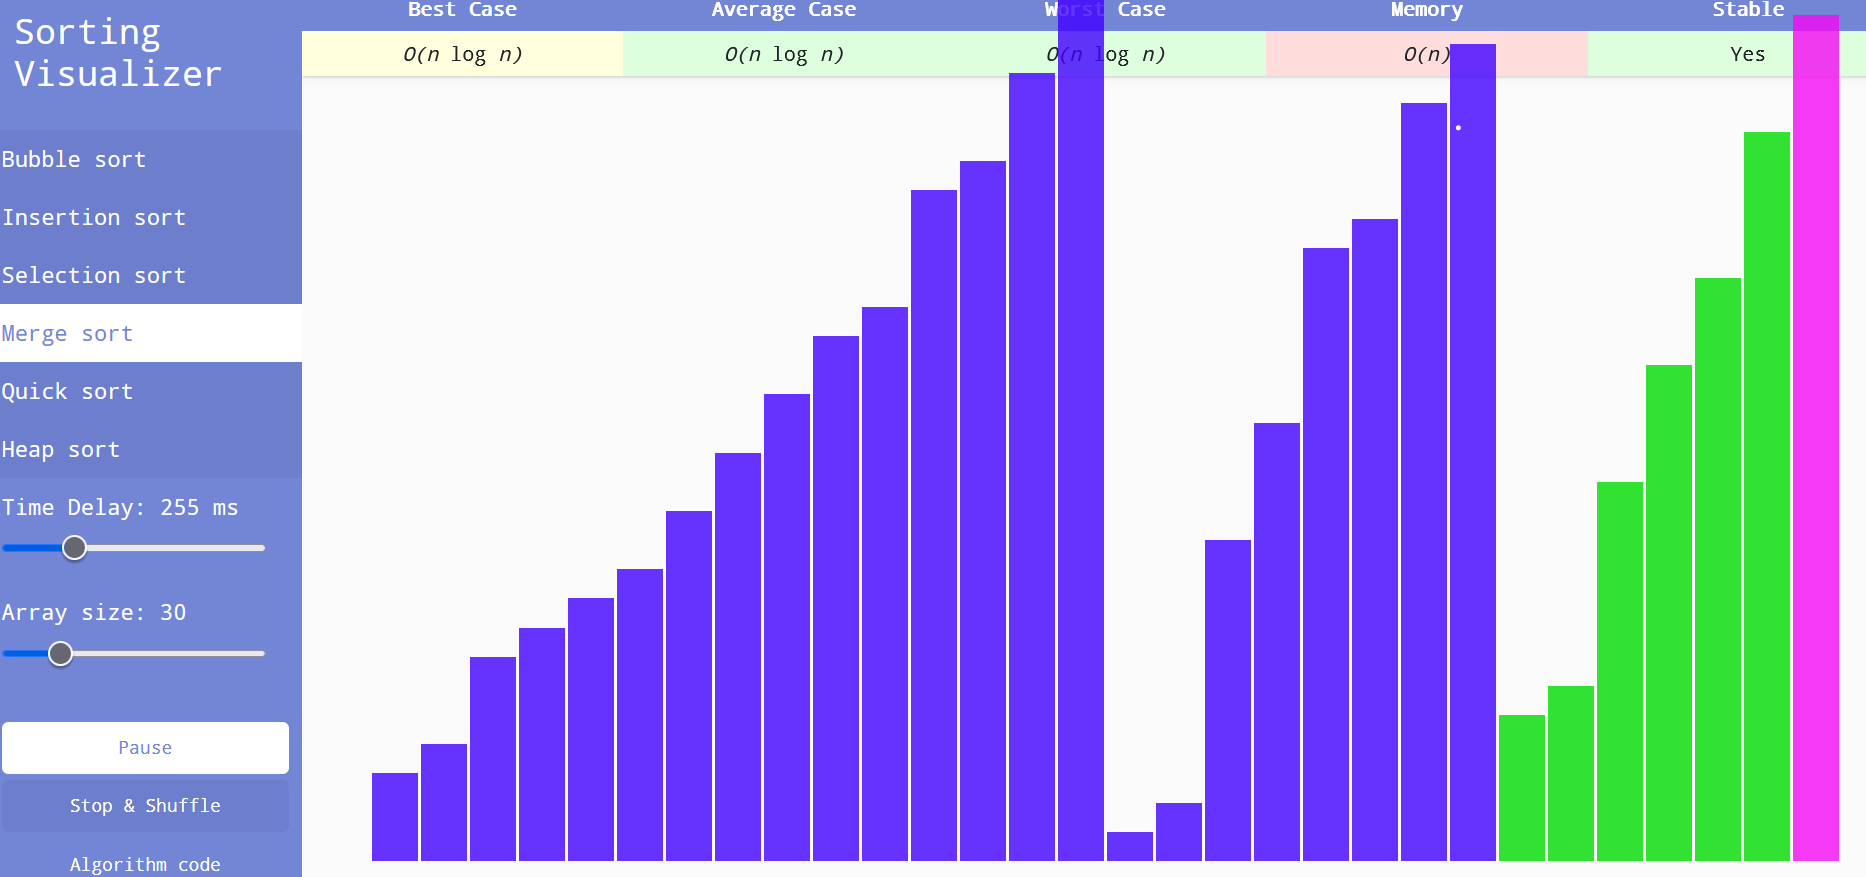 Sorting
Visualizer
Bubble sort
Insertion sort
Selection sort
Merge sort
Quick sort
Heap sort
Time Delay: 255 ms
Array size: 30
Pause
Stop & Shuffle
Algorithm code
Best Case Average Case Worst Case Memory Stable
O(n log n) O(n log n) O(n log n) O(n) Yes